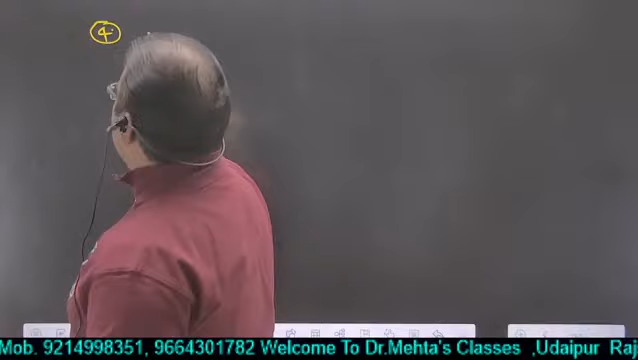 4.
Mob. 9214998351, 9664301782 Welcome To Dr.Mehta's Classes ,Udaipur Raj